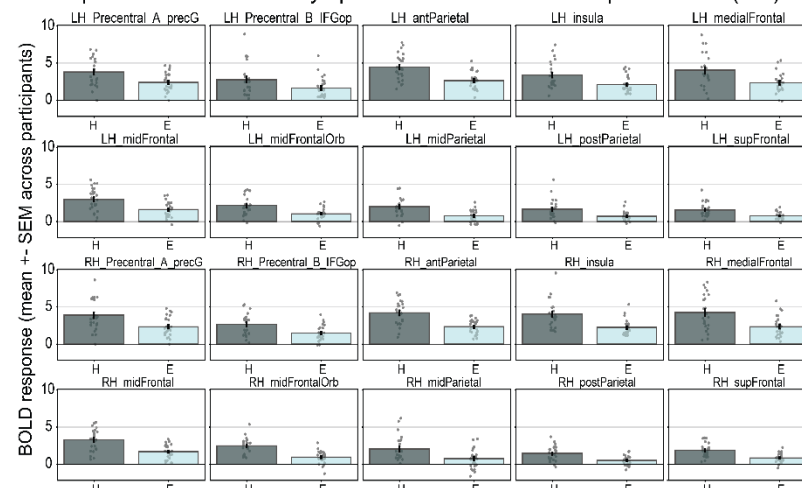 LH_Precentral_A_precG LH_Precentral_B_IFGop LH_antParietal LH_insula LH_medialFrontal
10
5
0
H E H E H E H E H E
LH_midFrontal LH_midFrontalOrb LH_midParietal LH_postParietal LH_supFrontal
10
5
0
H E H E H E H E H E
RH_Precentral_A_precG RH_Precentral_B_IFGop RH_antParietal RH_insula RH_medialFrontal
10
5
0
H E H E H E H E H E
RH_midFrontal RH_midFrontalOrb RH_midParietal RH_postParietal RH_supFrontal
10
5
0
BOLD response (mean +- SEM across participants)